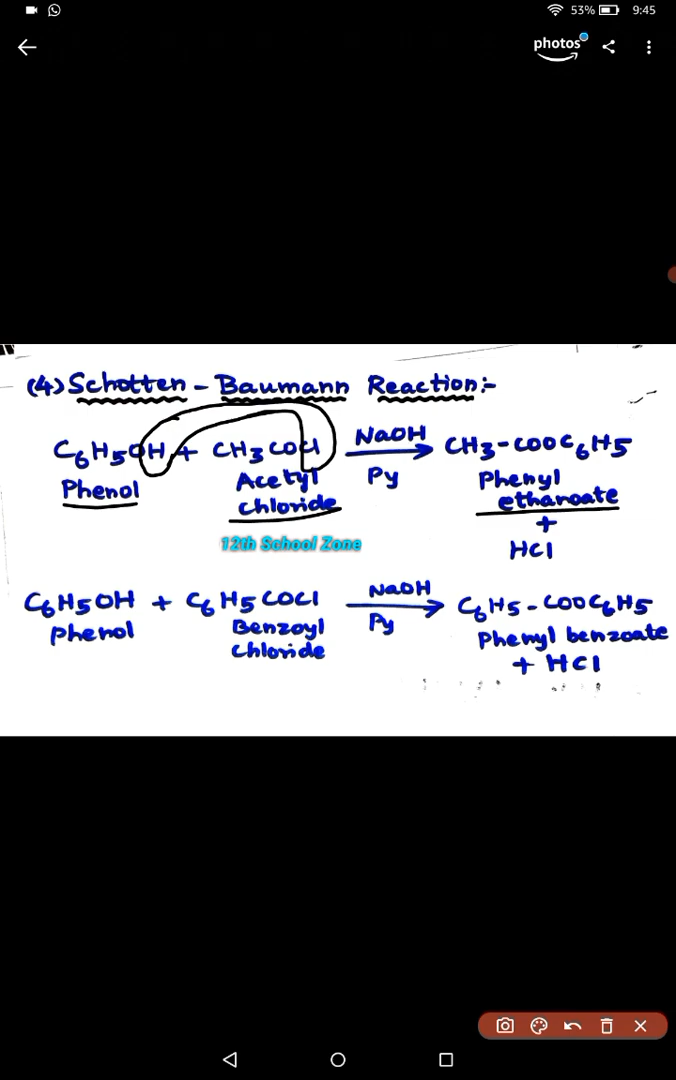 53% 9:45
photos
(4) Schotten - Baumann Reaction:-
C6H5OH + CH3COCl NaOH CH3-COOC6H5
Phenol Acetyl Py Phenyl
chloride ethanoate
+
12th School Zone
HCl
C6H5OH + C6H5COCl NaOH C6H5-COOC6H5
Phenol Benzoyl Py Phenyl benzoate
chloride + HCl